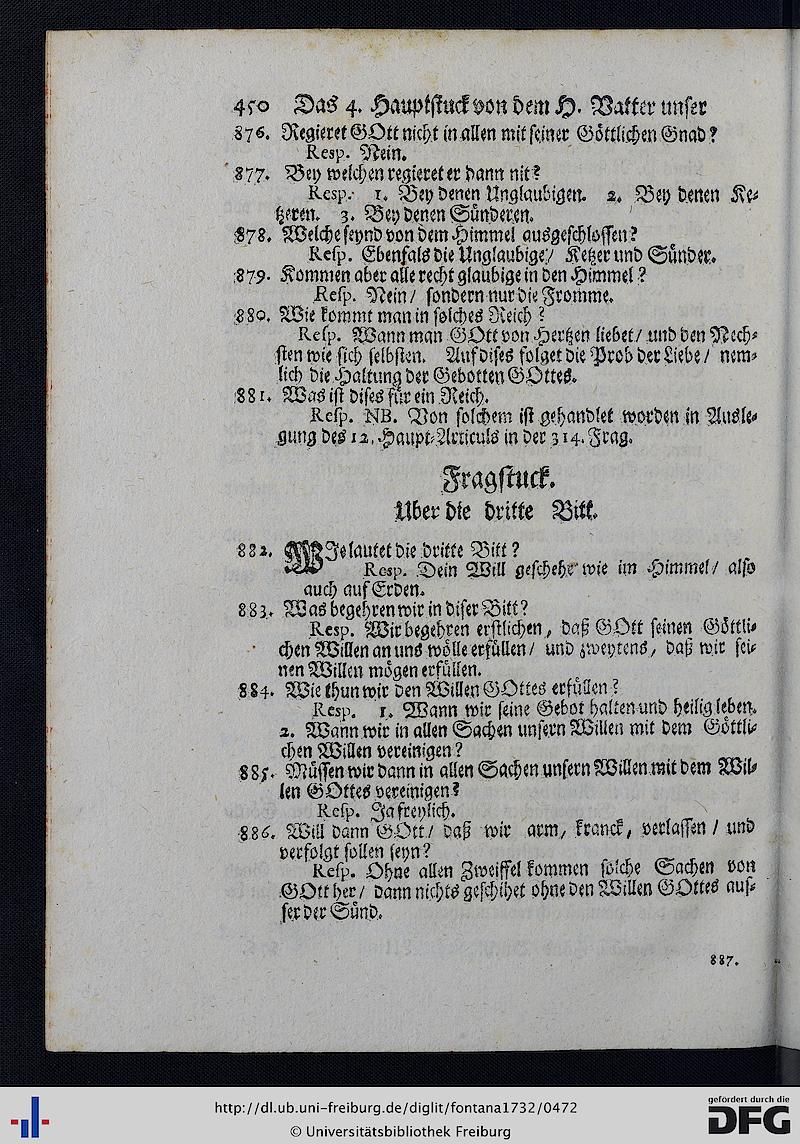 450 Das 4. Hauptstuck von dem H. Vatter unser
876. Regieret GOtt nicht in allen mit seiner Göttlichen Gnad?
Resp. Nein.
877. Bey welchen regieret er dann nit?
Resp. 1. Bey denen Unglaubigen. 2. Bey denen Ke-
tzeren. 3. Bey denen Sünderen.
878. Welche seynd von dem Himmel ausgeschlossen?
Resp. Ebenfals die Unglaubige/ Ketzer und Sünder.
879. Kommen aber alle recht glaubige in den Himmel?
Resp. Nein/ sondern nur die Fromme.
880. Wie kommt man in solches Reich?
Resp. Wann man GOtt von Hertzen liebet/ und den Nech-
sten wie sich selbsten. Auf dises folget die Prob der Liebe/ nem-
lich die Haltung der Gebotten GOttes.
881. Was ist dises für ein Reich.
Resp. NB. Von solchem ist gehandlet worden in Ausle-
gung des 12. Haupt-Articuls in der 314. Frag.
Fragstuck.
Uber die dritte Bitt.
882. WJe lautet die dritte Bitt?
Resp. Dein Will geschehe wie im Himmel/ also
auch auf Erden.
883. Was begehren wir in diser Bitt?
Resp. Wir begehren erstlichen, daß GOtt seinen Göttli-
chen Willen an uns wölle erfüllen/ und zweytens, daß wir sei-
nen Willen mögen erfüllen.
884. Wie thun wir den Willen GOttes erfüllen?
Resp. 1. Wann wir seine Gebot halten und heilig leben.
2. Wann wir in allen Sachen unsern Willen mit dem Göttli-
chen Willen vereinigen?
885. Müssen wir dann in allen Sachen unsern Willen mit dem Wil-
len GOttes vereinigen?
Resp. Ja freylich.
886. Will dann GOtt/ daß wir arm, kranck, verlassen/ und
verfolgt sollen seyn?
Resp. Ohne allen Zweiffel kommen solche Sachen von
GOtt her/ dann nichts geschihet ohne den Willen GOttes aus-
ser der Sünd.
887.
http://dl.ub.uni-freiburg.de/diglit/fontana1732/0472
© Universitätsbibliothek Freiburg
gefördert durch die
DFG